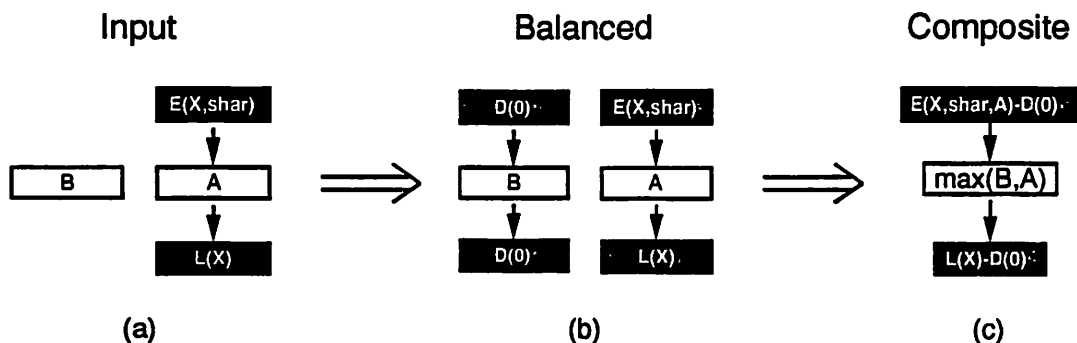 Input Balanced Composite
E(X,shar) D(0) E(X,shar) E(X,shar,A)-D(0)
B A B A max(B,A)
L(X) D(0) L(X) L(X)-D(0)
(a) (b) (c)